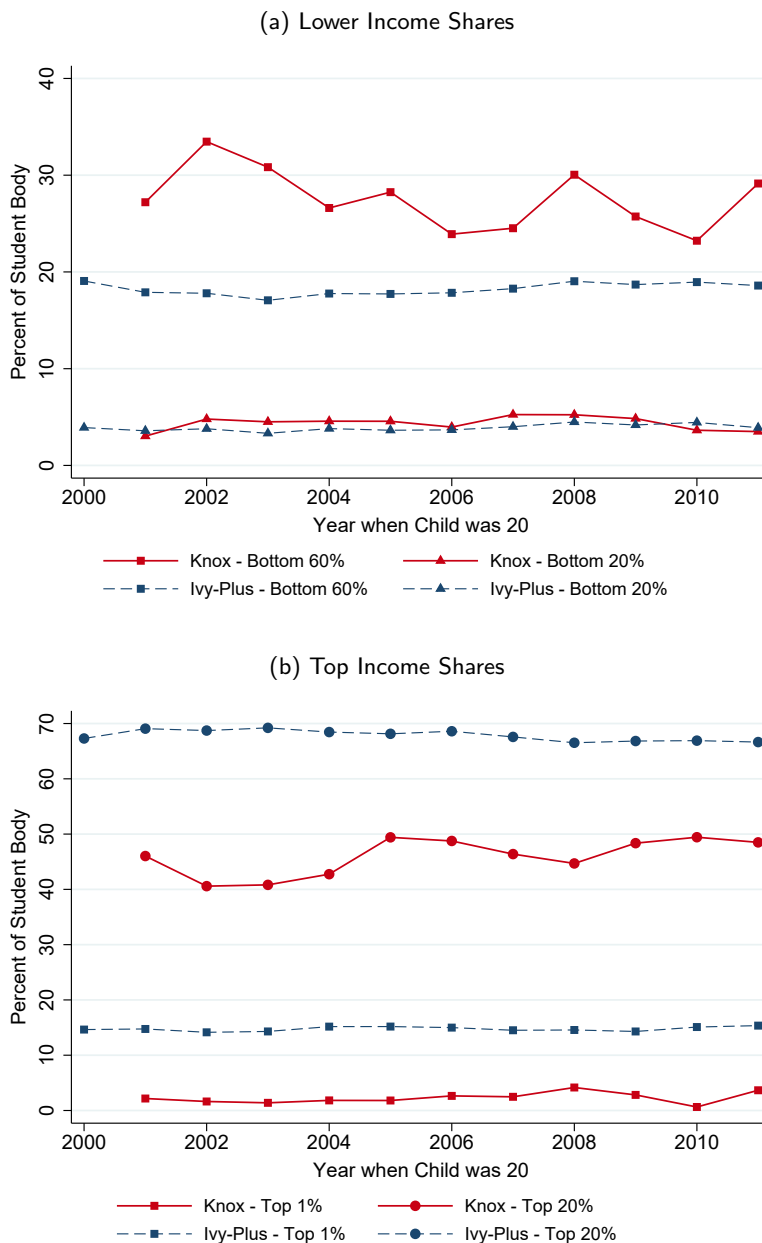 (a) Lower Income Shares
40
30
20
10
0
Percent of Student Body
2000 2002 2004 2006 2008 2010
Year when Child was 20
Knox - Bottom 60% Knox - Bottom 20%
Ivy-Plus - Bottom 60% Ivy-Plus - Bottom 20%
(b) Top Income Shares
70
60
50
40
30
20
10
0
Percent of Student Body
2000 2002 2004 2006 2008 2010
Year when Child was 20
Knox - Top 1% Knox - Top 20%
Ivy-Plus - Top 1% Ivy-Plus - Top 20%